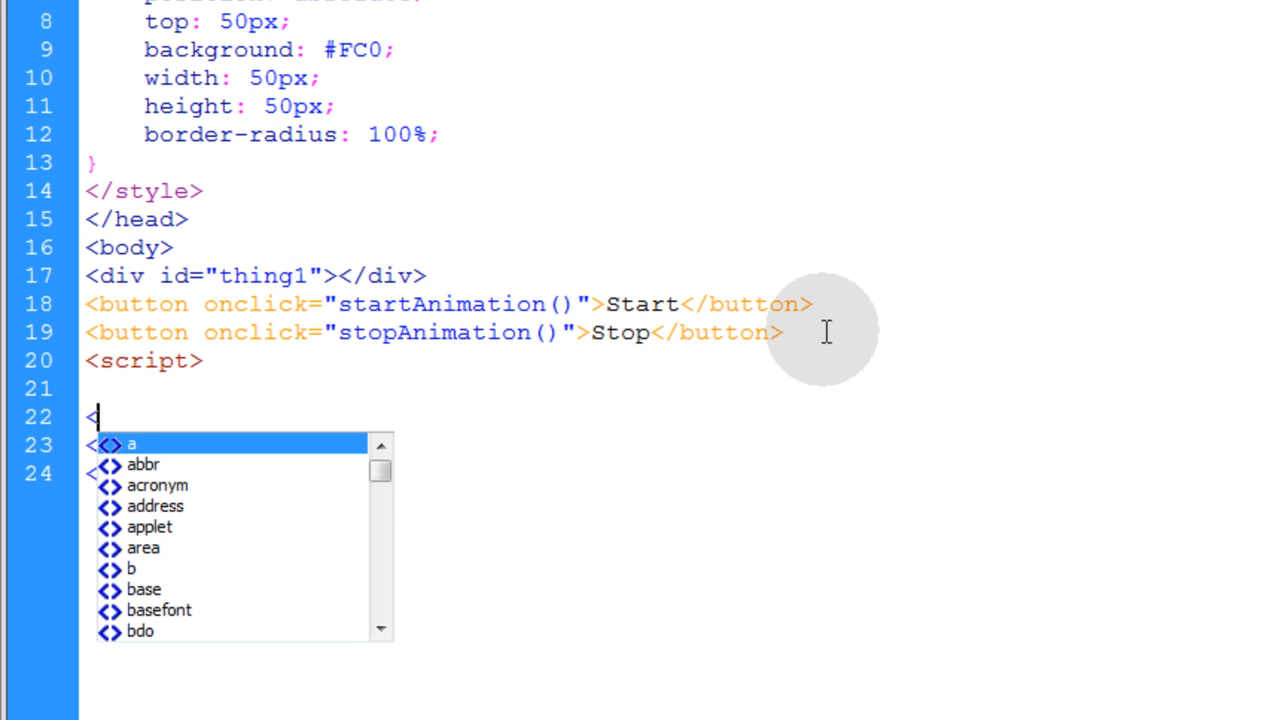 8 top: 50px;
9 background: #FC0;
10 width: 50px;
11 height: 50px;
12 border-radius: 100%;
13 }
14 </style>
15 </head>
16 <body>
17 <div id="thing1"></div>
18 <button onclick="startAnimation()">Start</button>
19 <button onclick="stopAnimation()">Stop</button>
20 <script>
21
22 <
23 <
24 <
<> a
<> abbr
<> acronym
<> address
<> applet
<> area
<> b
<> base
<> basefont
<> bdo